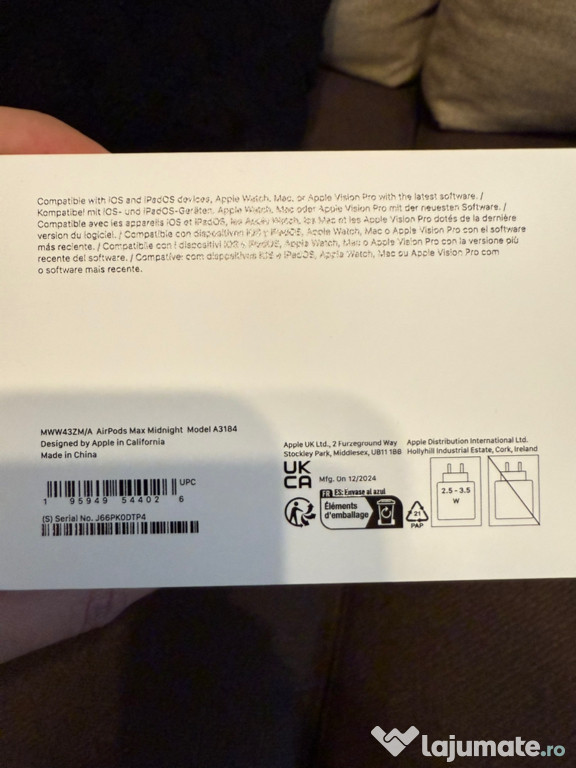 Compatible with iOS and iPadOS devices, Apple Watch, Mac, or Apple Vision Pro with the latest software. /
Kompatibel mit iOS- und iPadOS-Geräten, Apple Watch, Mac oder Apple Vision Pro mit der neuesten Software. /
Compatible avec les appareils iOS et iPadOS, les Apple Watch, les Mac et les Apple Vision Pro dotés de la dernière
version du logiciel. / Compatible con dispositivos iOS y iPadOS, Apple Watch, Mac o Apple Vision Pro con el software
más reciente. / Compatibile con i dispositivi iOS e iPadOS, Apple Watch, Mac o Apple Vision Pro con la versione più
recente del software. / Compatível com dispositivos iOS e iPadOS, Apple Watch, Mac ou Apple Vision Pro com
o software mais recente.
MWW43ZM/A AirPods Max Midnight Model A3184
Designed by Apple in California
Made in China
UPC
1 95949 54402 6
(S) Serial No. J66PK0DTP4
Apple UK Ltd., 2 Furzeground Way
Stockley Park, Middlesex, UB11 1BB
UK
CA
Mfg. On 12/2024
FR ES: Envase al azul
Éléments
d'emballage
Apple Distribution International Ltd.
Hollyhill Industrial Estate, Cork, Ireland
21
PAP
2.5 - 3.5
W
lajumate.ro